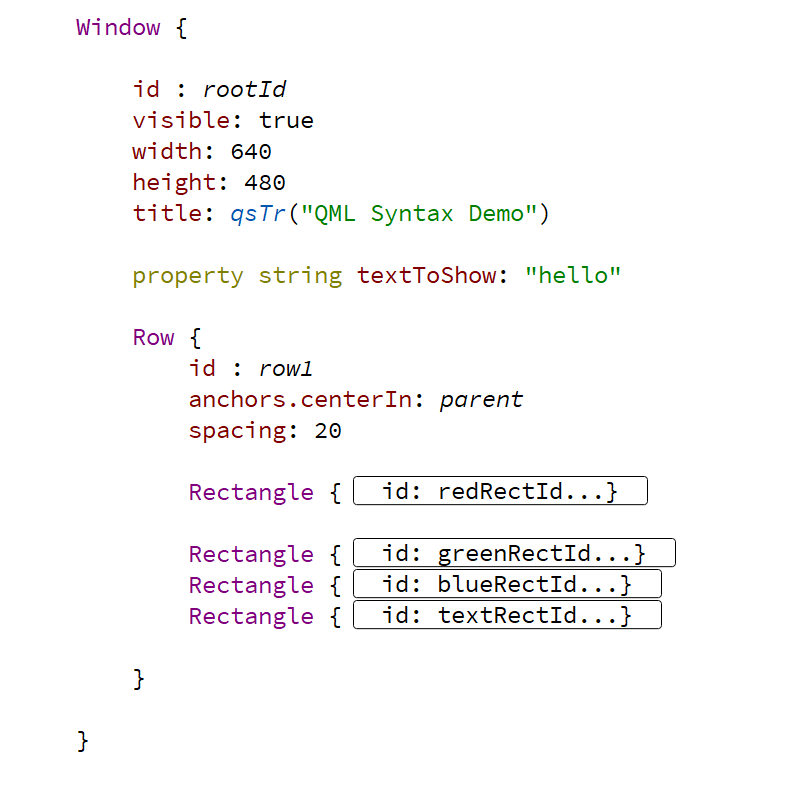 Window {
id : rootId
visible: true
width: 640
height: 480
title: qsTr("QML Syntax Demo")
property string textToShow: "hello"
Row {
id : row1
anchors.centerIn: parent
spacing: 20
Rectangle { id: redRectId...}
Rectangle { id: greenRectId...}
Rectangle { id: blueRectId...}
Rectangle { id: textRectId...}
}
}